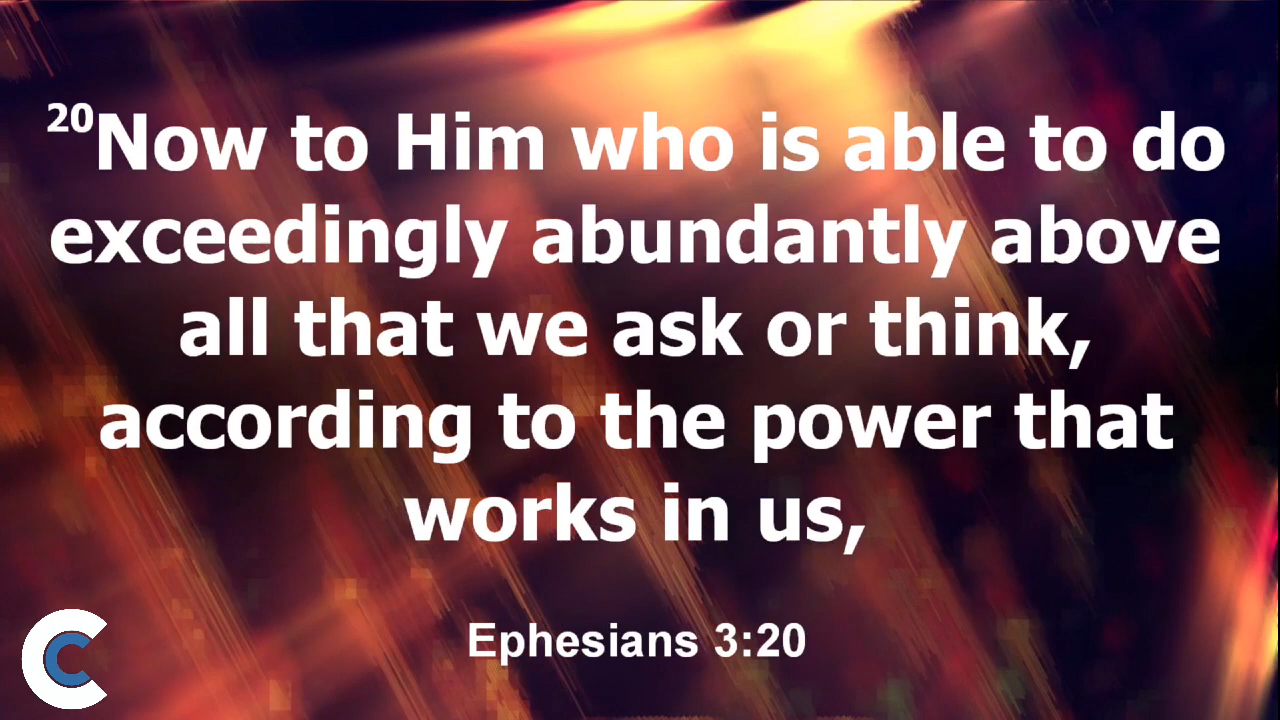 20Now to Him who is able to do
exceedingly abundantly above
all that we ask or think,
according to the power that
works in us,
Ephesians 3:20
CC